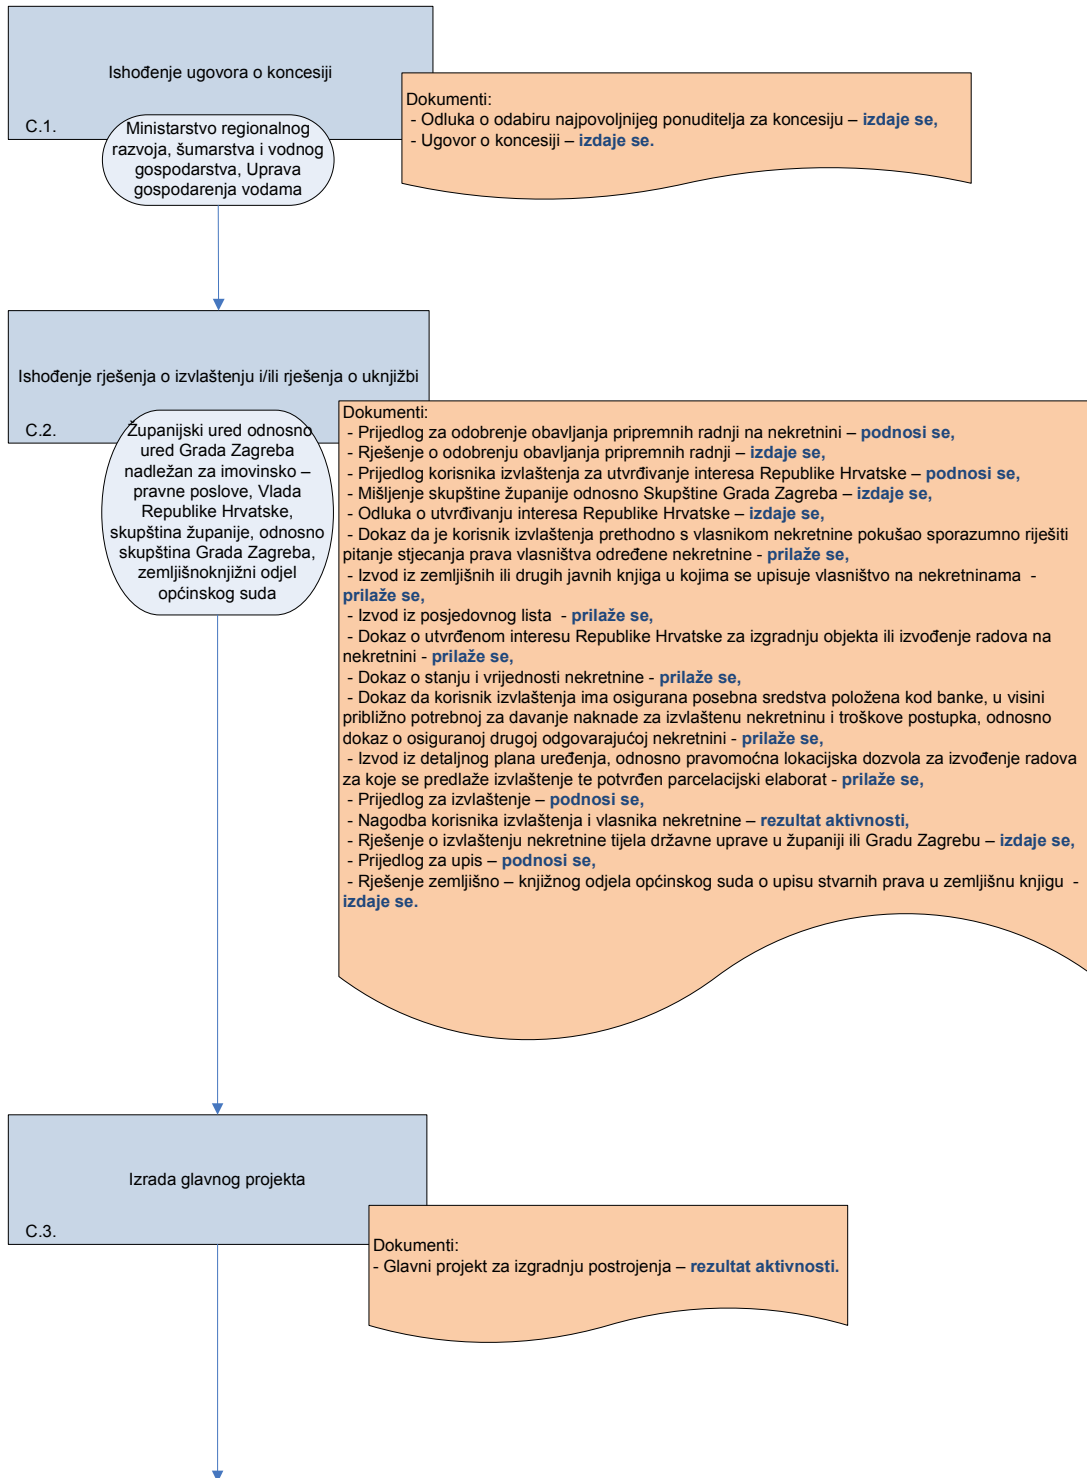 Ishođenje ugovora o koncesiji
C.1.
Ministarstvo regionalnog
razvoja, šumarstva i vodnog
gospodarstva, Uprava
gospodarenja vodama
Dokumenti:
- Odluka o odabiru najpovoljnijeg ponuditelja za koncesiju – izdaje se,
- Ugovor o koncesiji – izdaje se.
Ishođenje rješenja o izvlaštenju i/ili rješenja o uknjižbi
C.2.
Županijski ured odnosno
ured Grada Zagreba
nadležan za imovinsko –
pravne poslove, Vlada
Republike Hrvatske,
skupština županije, odnosno
skupština Grada Zagreba,
zemljišnoknjižni odjel
općinskog suda
Dokumenti:
- Prijedlog za odobrenje obavljanja pripremnih radnji na nekretnini – podnosi se,
- Rješenje o odobrenju obavljanja pripremnih radnji – izdaje se,
- Prijedlog korisnika izvlaštenja za utvrđivanje interesa Republike Hrvatske – podnosi se,
- Mišljenje skupštine županije odnosno Skupštine Grada Zagreba – izdaje se,
- Odluka o utvrđivanju interesa Republike Hrvatske – izdaje se,
- Dokaz da je korisnik izvlaštenja prethodno s vlasnikom nekretnine pokušao sporazumno riješiti
pitanje stjecanja prava vlasništva određene nekretnine - prilaže se,
- Izvod iz zemljišnih ili drugih javnih knjiga u kojima se upisuje vlasništvo na nekretninama -
prilaže se,
- Izvod iz posjedovnog lista - prilaže se,
- Dokaz o utvrđenom interesu Republike Hrvatske za izgradnju objekta ili izvođenje radova na
nekretnini - prilaže se,
- Dokaz o stanju i vrijednosti nekretnine - prilaže se,
- Dokaz da korisnik izvlaštenja ima osigurana posebna sredstva položena kod banke, u visini
približno potrebnoj za davanje naknade za izvlaštenu nekretninu i troškove postupka, odnosno
dokaz o osiguranoj drugoj odgovarajućoj nekretnini - prilaže se,
- Izvod iz detaljnog plana uređenja, odnosno pravomoćna lokacijska dozvola za izvođenje radova
za koje se predlaže izvlaštenje te potvrđen parcelacijski elaborat - prilaže se,
- Prijedlog za izvlaštenje – podnosi se,
- Nagodba korisnika izvlaštenja i vlasnika nekretnine – rezultat aktivnosti,
- Rješenje o izvlaštenju nekretnine tijela državne uprave u županiji ili Gradu Zagrebu – izdaje se,
- Prijedlog za upis – podnosi se,
- Rješenje zemljišno – knjižnog odjela općinskog suda o upisu stvarnih prava u zemljišnu knjigu -
izdaje se.
Izrada glavnog projekta
C.3.
Dokumenti:
- Glavni projekt za izgradnju postrojenja – rezultat aktivnosti.